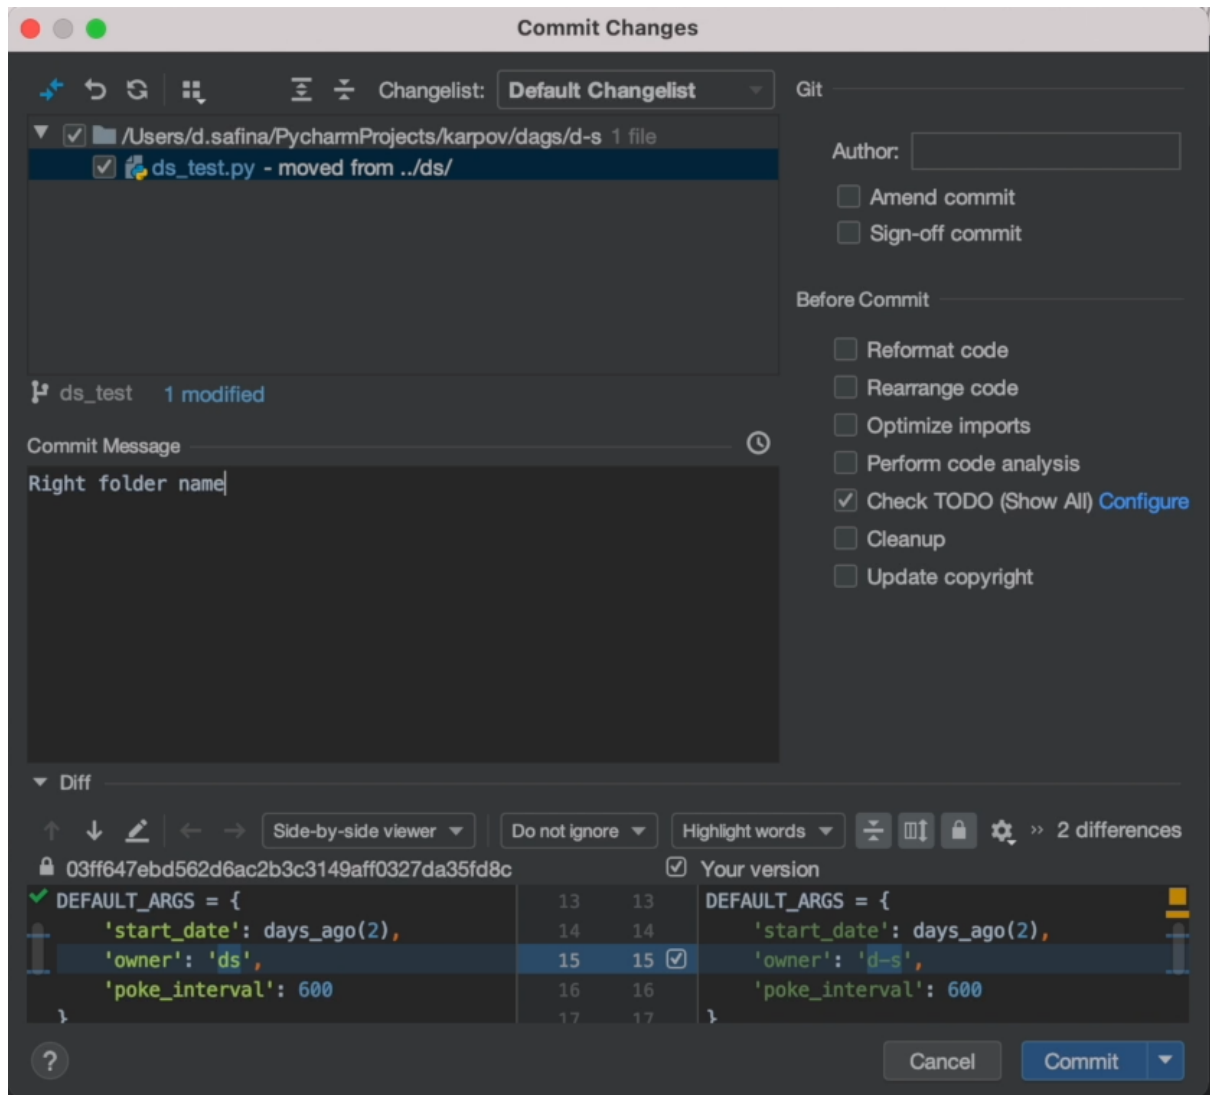 Commit Changes
Changelist: Default Changelist
/Users/d.safina/PycharmProjects/karpov/dags/d-s 1 file
ds_test.py - moved from ../ds/
ds_test 1 modified
Commit Message
Right folder name
Git
Author:
Amend commit
Sign-off commit
Before Commit
Reformat code
Rearrange code
Optimize imports
Perform code analysis
Check TODO (Show All) Configure
Cleanup
Update copyright
Diff
Side-by-side viewer Do not ignore Highlight words 2 differences
03ff647ebd562d6ac2b3c3149aff0327da35fd8c Your version
DEFAULT_ARGS = { 13 13 DEFAULT_ARGS = {
'start_date': days_ago(2), 14 14 'start_date': days_ago(2),
'owner': 'ds', 15 15 'owner': 'd-s',
'poke_interval': 600 16 16 'poke_interval': 600
} 17 17 }
? Cancel Commit